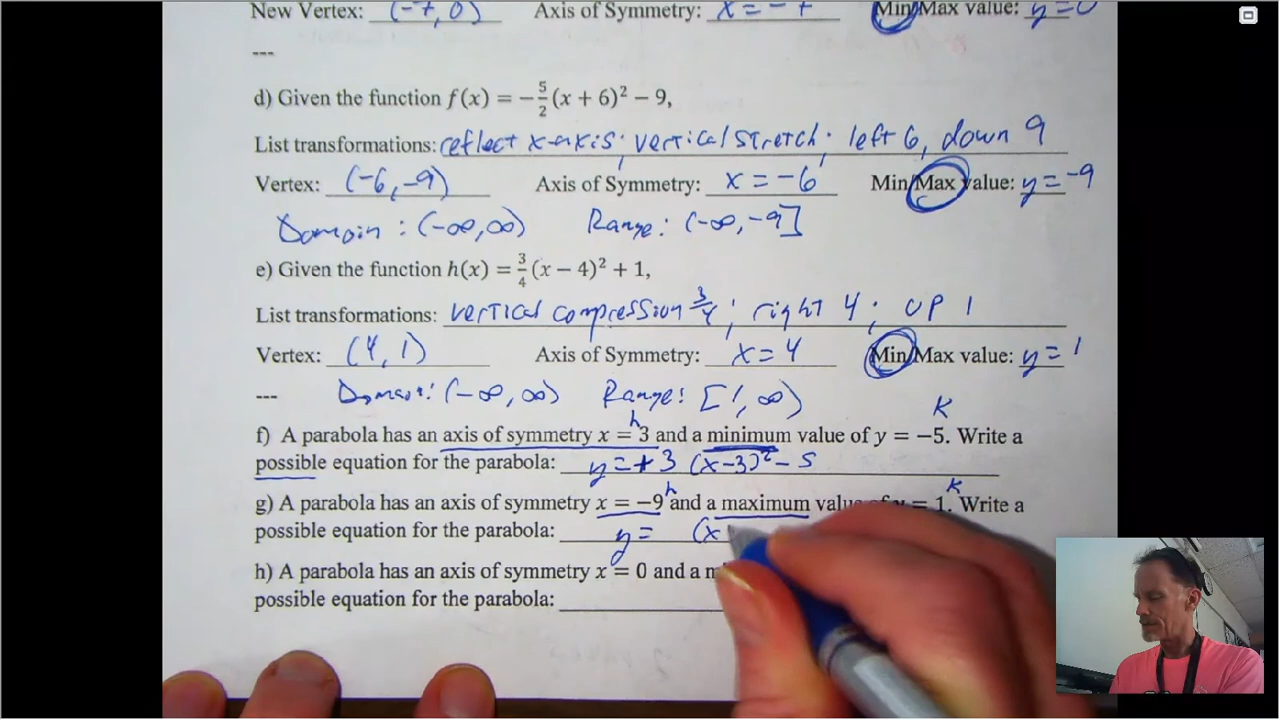 New Vertex: (-7, 0) Axis of Symmetry: x = -7 Min/Max value: y = 0
---
d) Given the function f(x) = −5/2(x + 6)² − 9,
List transformations: reflect x-axis; vertical stretch; left 6, down 9
Vertex: (-6, -9) Axis of Symmetry: x = -6 Min/Max value: y = -9
Domain: (-∞, ∞) Range: (-∞, -9]
e) Given the function h(x) = 3/4(x − 4)² + 1,
List transformations: vertical compression 3/4; right 4; up 1
Vertex: (4, 1) Axis of Symmetry: x = 4 Min/Max value: y = 1
--- Domain: (-∞, ∞) Range: [1, ∞)
h K
f) A parabola has an axis of symmetry x = 3 and a minimum value of y = −5. Write a
possible equation for the parabola: y = +3 (x-3)² - 5
h K
g) A parabola has an axis of symmetry x = −9 and a maximum value of y = 1. Write a
possible equation for the parabola: y = (x
h) A parabola has an axis of symmetry x = 0 and a
possible equation for the parabola: